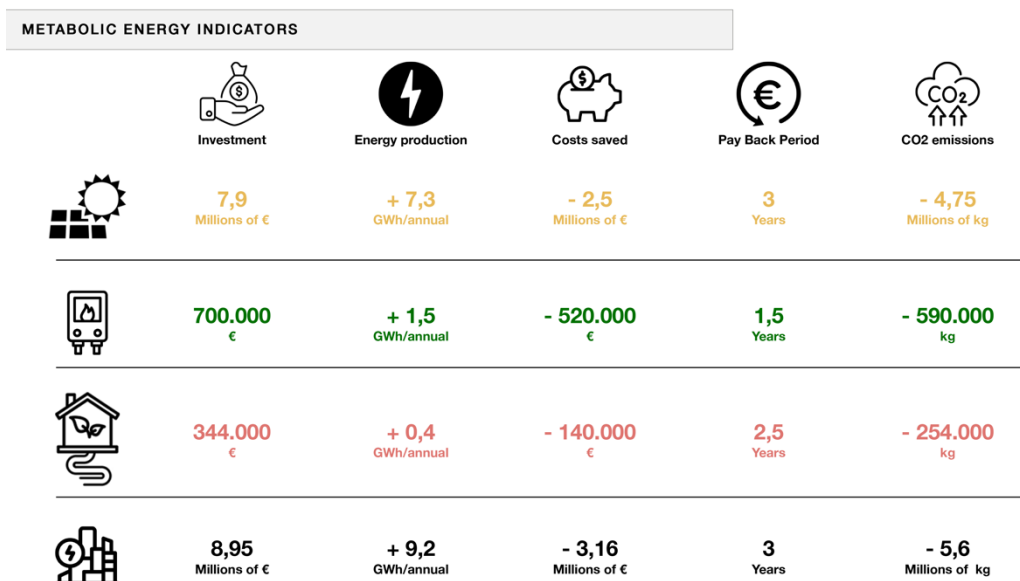 METABOLIC ENERGY INDICATORS
$ $ € CO2
Investment Energy production Costs saved Pay Back Period CO2 emissions
7,9 + 7,3 - 2,5 3 - 4,75
Millions of € GWh/annual Millions of € Years Millions of kg
700.000 + 1,5 - 520.000 1,5 - 590.000
€ GWh/annual € Years kg
344.000 + 0,4 - 140.000 2,5 - 254.000
€ GWh/annual € Years kg
8,95 + 9,2 - 3,16 3 - 5,6
Millions of € GWh/annual Millions of € Years Millions of kg